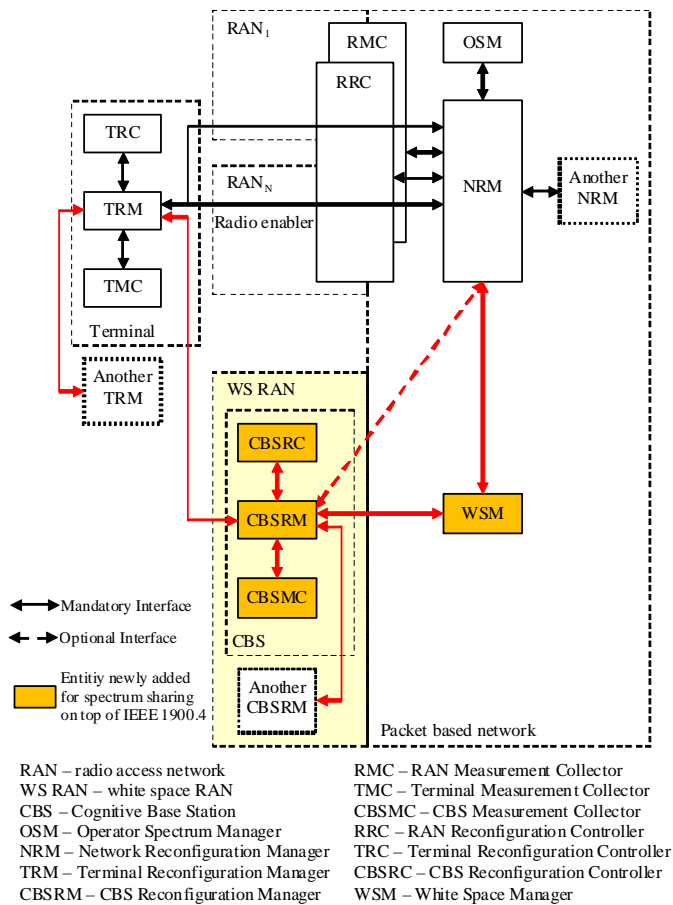 RAN1
RMC
OSM
RRC
TRC
RANN
NRM
Another
NRM
TRM
Radio enabler
TMC
Terminal
Another
TRM
WS RAN
CBSRC
CBSRM
WSM
CBSMC
Mandatory Interface
Optional Interface
CBS
Entitiy newly added
for spectrum sharing
on top of IEEE 1900.4
Another
CBSRM
Packet based network
RAN – radio access network
WS RAN – white space RAN
CBS – Cognitive Base Station
OSM – Operator Spectrum Manager
NRM – Network Reconfiguration Manager
TRM – Terminal Reconfiguration Manager
CBSRM – CBS Reconfiguration Manager
RMC – RAN Measurement Collector
TMC – Terminal Measurement Collector
CBSMC – CBS Measurement Collector
RRC – RAN Reconfiguration Controller
TRC – Terminal Reconfiguration Controller
CBSRC – CBS Reconfiguration Controller
WSM – White Space Manager